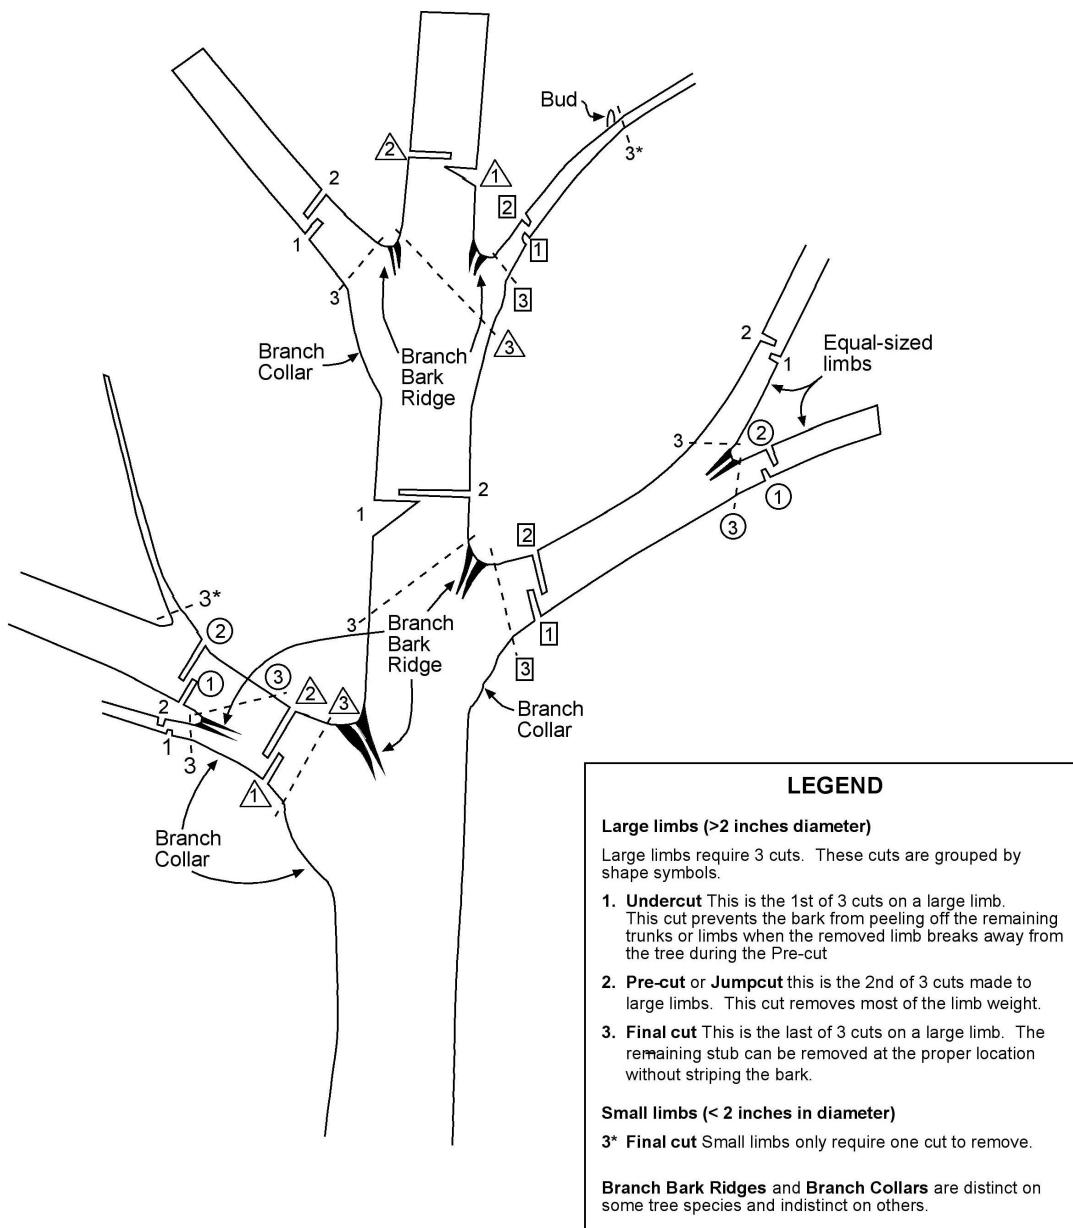 Bud
2
1
3*
2
2
1
1
3
3
3
2
1
Branch
Collar
Branch
Bark
Ridge
2
1
Equal-sized
limbs
3
2
1
3
2
1
2
1
3
3
Branch
Bark
Ridge
3*
2
1
3
2
3
2
1
3
1
Branch
Collar
Branch
Collar
LEGEND
Large limbs (>2 inches diameter)
Large limbs require 3 cuts. These cuts are grouped by
shape symbols.
1. Undercut This is the 1st of 3 cuts on a large limb.
This cut prevents the bark from peeling off the remaining
trunks or limbs when the removed limb breaks away from
the tree during the Pre-cut
2. Pre-cut or Jumpcut this is the 2nd of 3 cuts made to
large limbs. This cut removes most of the limb weight.
3. Final cut This is the last of 3 cuts on a large limb. The
remaining stub can be removed at the proper location
without striping the bark.
Small limbs (< 2 inches in diameter)
3* Final cut Small limbs only require one cut to remove.
Branch Bark Ridges and Branch Collars are distinct on
some tree species and indistinct on others.